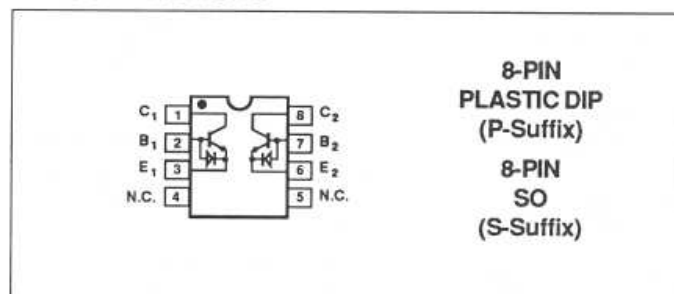 C1 1 8 C2
B1 2 7 B2
E1 3 6 E2
N.C. 4 5 N.C.
8-PIN
PLASTIC DIP
(P-Suffix)
8-PIN
SO
(S-Suffix)